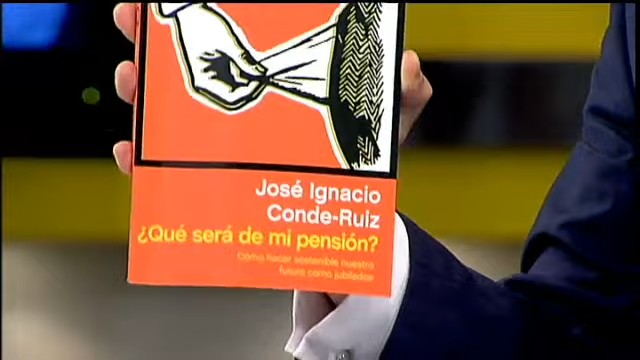 José Ignacio
Conde-Ruiz
¿Qué será de mi pensión?
Cómo hacer sostenible nuestro
futuro como jubilados